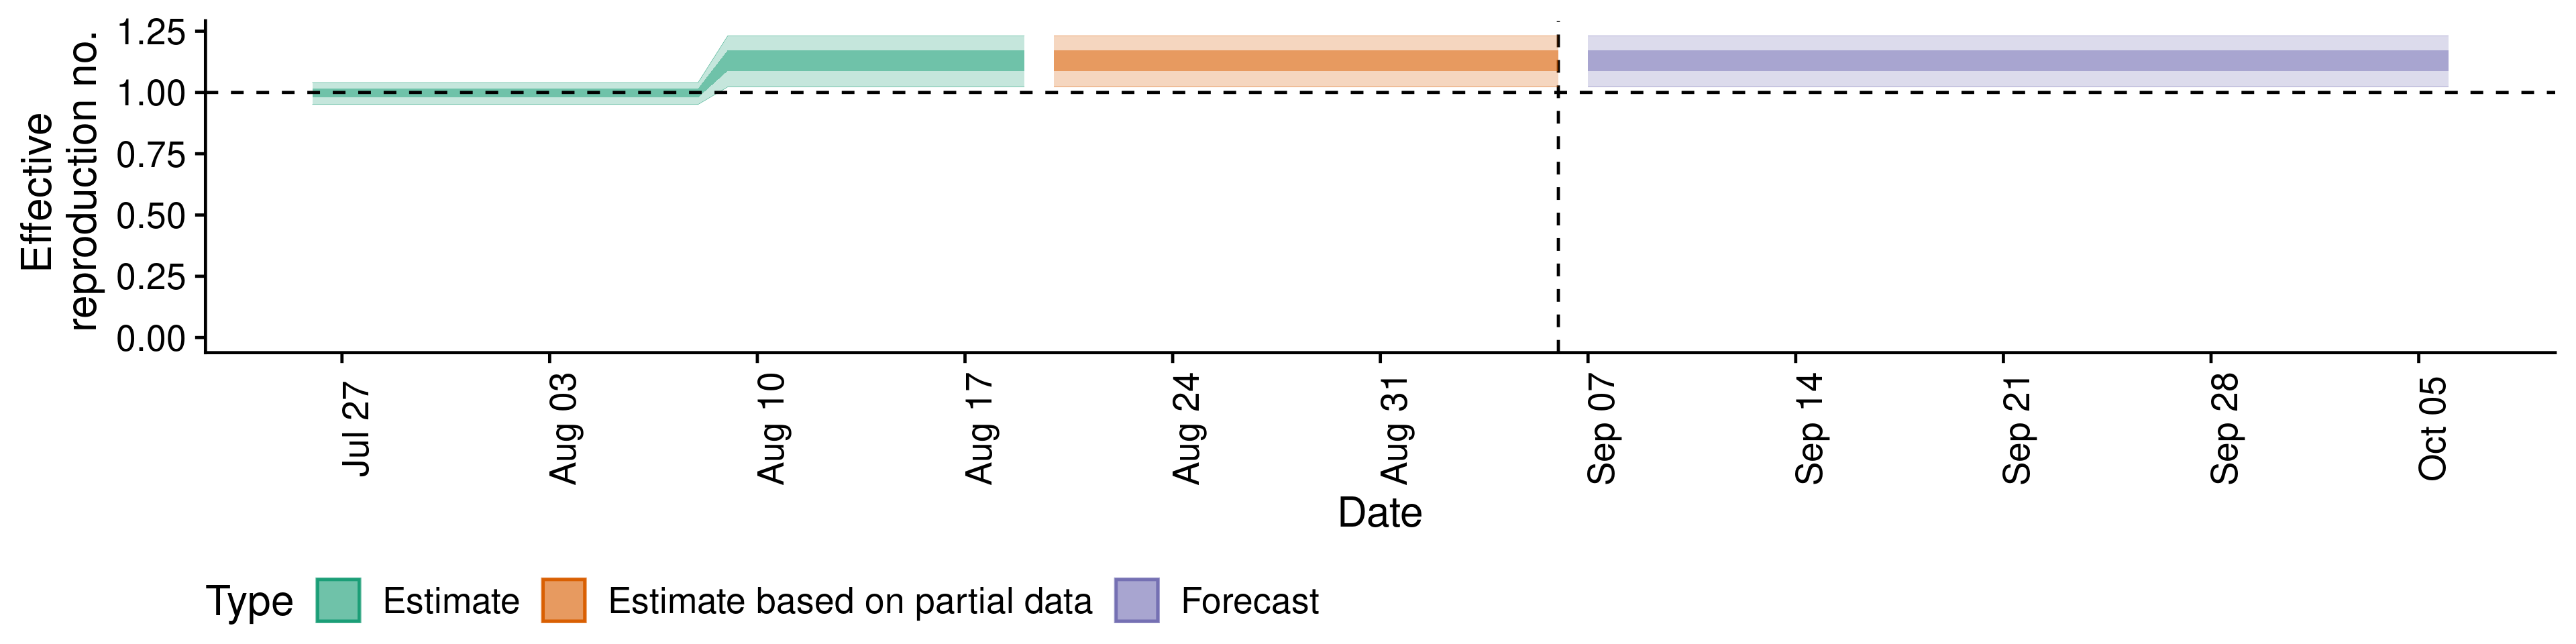 Effective
reproduction no.
1.25
1.00
0.75
0.50
0.25
0.00
Jul 27
Aug 03
Aug 10
Aug 17
Aug 24
Aug 31
Sep 07
Sep 14
Sep 21
Sep 28
Oct 05
Date
Type Estimate Estimate based on partial data Forecast